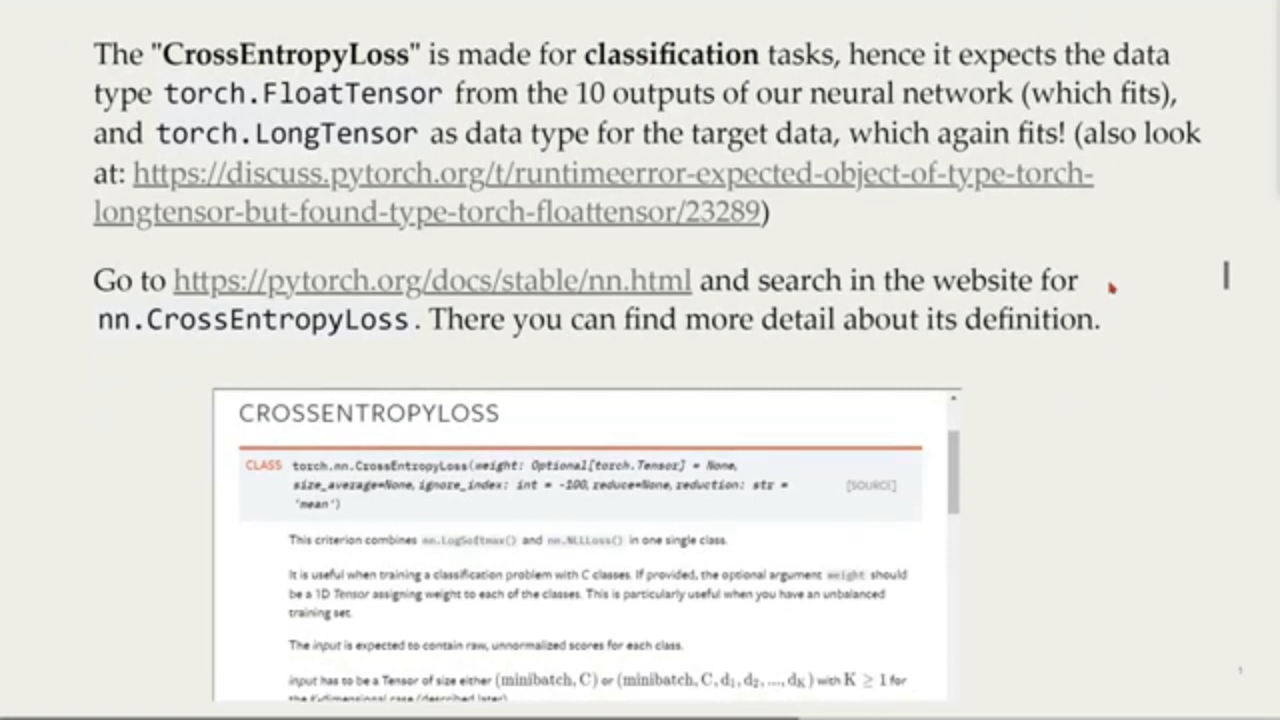 The "CrossEntropyLoss" is made for classification tasks, hence it expects the data
type torch.FloatTensor from the 10 outputs of our neural network (which fits),
and torch.LongTensor as data type for the target data, which again fits! (also look
at: https://discuss.pytorch.org/t/runtimeerror-expected-object-of-type-torch-
longtensor-but-found-type-torch-floattensor/23289)
Go to https://pytorch.org/docs/stable/nn.html and search in the website for
nn.CrossEntropyLoss. There you can find more detail about its definition.
CROSSENTROPYLOSS
CLASS torch.nn.CrossEntropyLoss(weight: Optional[torch.Tensor] = None,
size_average=None, ignore_index: int = -100, reduce=None, reduction: str = [SOURCE]
'mean')
This criterion combines nn.LogSoftmax() and nn.NLLLoss() in one single class.
It is useful when training a classification problem with C classes. If provided, the optional argument weight should
be a 1D Tensor assigning weight to each of the classes. This is particularly useful when you have an unbalanced
training set.
The input is expected to contain raw, unnormalized scores for each class.
input has to be a Tensor of size either (minibatch, C) or (minibatch, C, d₁, d₂, ..., d_K) with K ≥ 1 for
the K-dimensional case (described later).
1